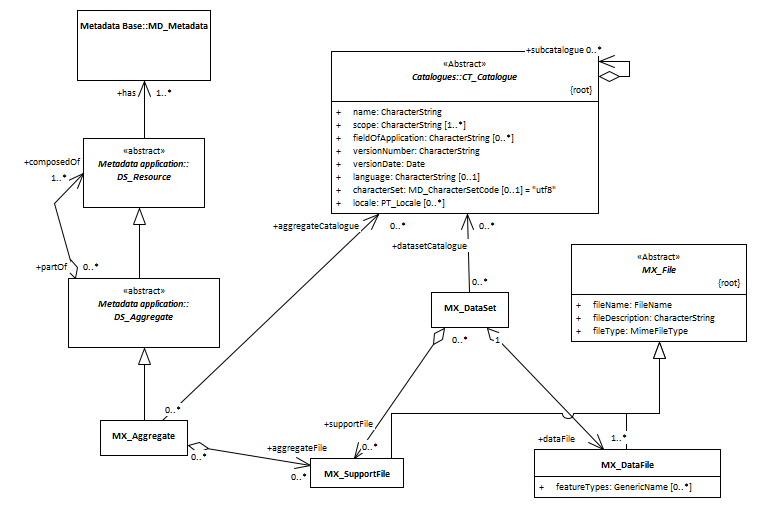 Metadata Base::MD_Metadata
+has
1..*
«abstract»
Metadata application::
DS_Resource
+composedOf
1..*
+partOf
0..*
«abstract»
Metadata application::
DS_Aggregate
+subcatalogue 0..*
«Abstract»
Catalogues::CT_Catalogue
{root}
+ name: CharacterString
+ scope: CharacterString [1..*]
+ fieldOfApplication: CharacterString [0..*]
+ versionNumber: CharacterString
+ versionDate: Date
+ language: CharacterString [0..1]
+ characterSet: MD_CharacterSetCode [0..1] = "utf8"
+ locale: PT_Locale [0..*]
+aggregateCatalogue
0..*
0..*
+datasetCatalogue
0..*
MX_DataSet
0..*
1
«Abstract»
MX_File
{root}
+ fileName: FileName
+ fileDescription: CharacterString
+ fileType: MimeFileType
0..*
MX_Aggregate
0..*
+aggregateFile
0..*
+supportFile
0..*
MX_SupportFile
+dataFile
1..*
MX_DataFile
+ featureTypes: GenericName [0..*]